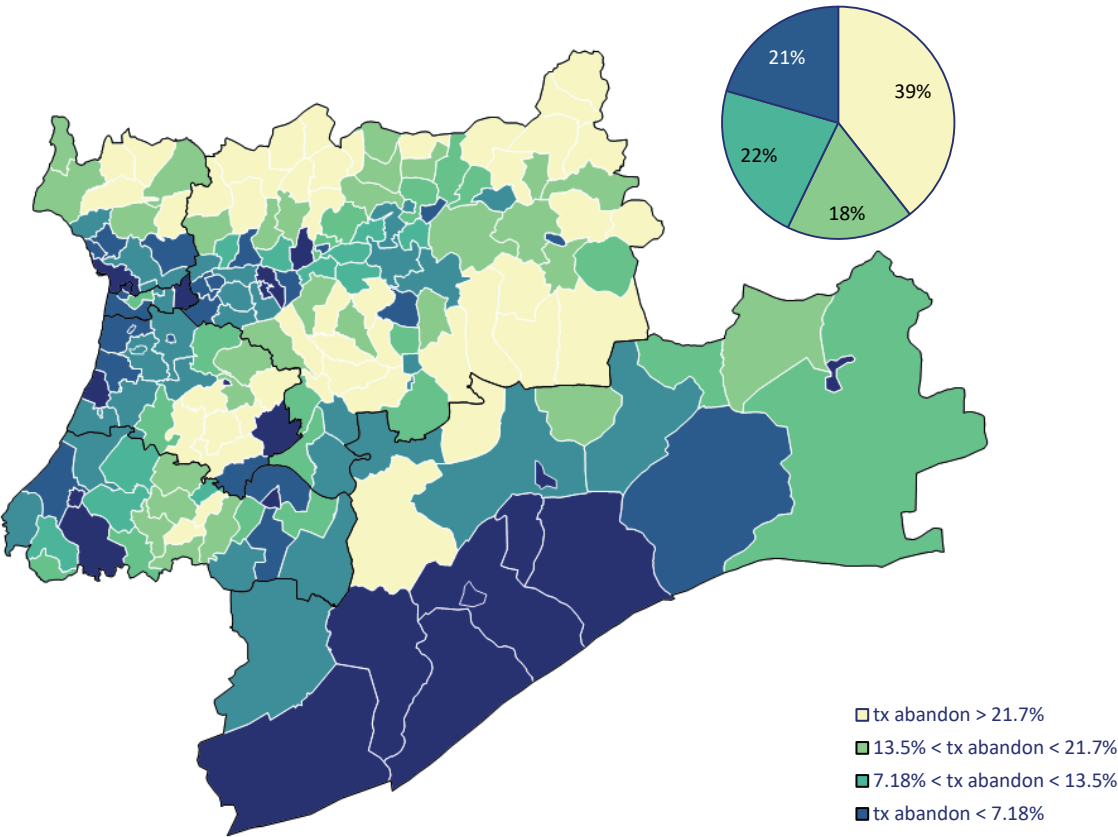 21%
39%
22%
18%
tx abandon > 21.7%
13.5% < tx abandon < 21.7%
7.18% < tx abandon < 13.5%
tx abandon < 7.18%